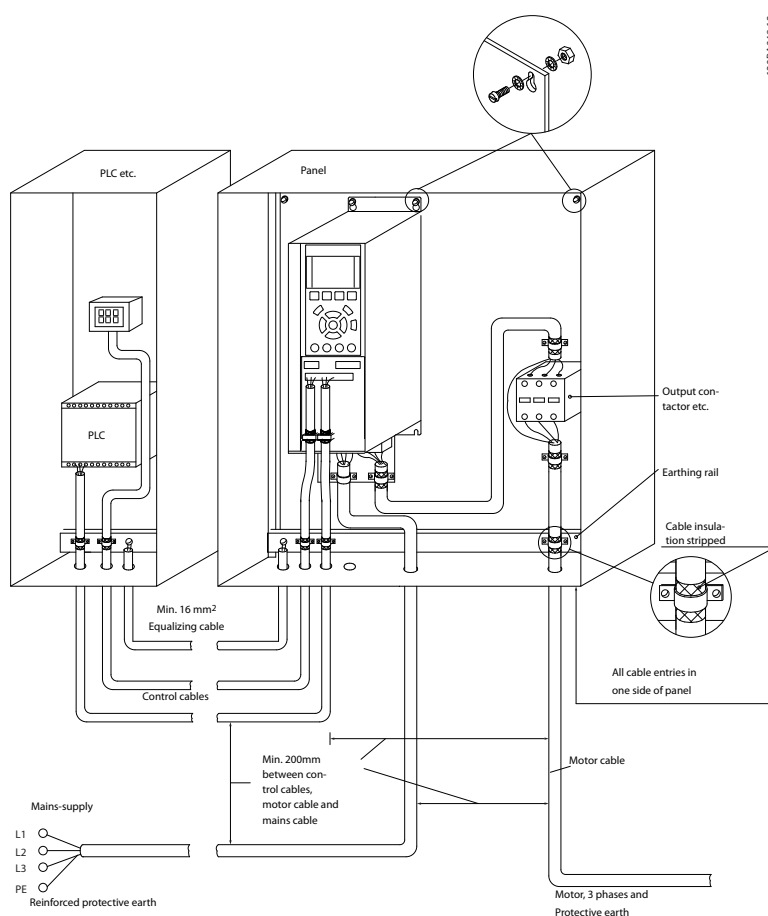 PLC etc.
Panel
PLC
Output con-
tactor etc.
Earthing rail
Cable insula-
tion stripped
Min. 16 mm²
Equalizing cable
All cable entries in
one side of panel
Control cables
Min. 200mm
between con-
trol cables,
motor cable and
mains cable
Motor cable
Mains-supply
L1
L2
L3
PE
Reinforced protective earth
Motor, 3 phases and
Protective earth